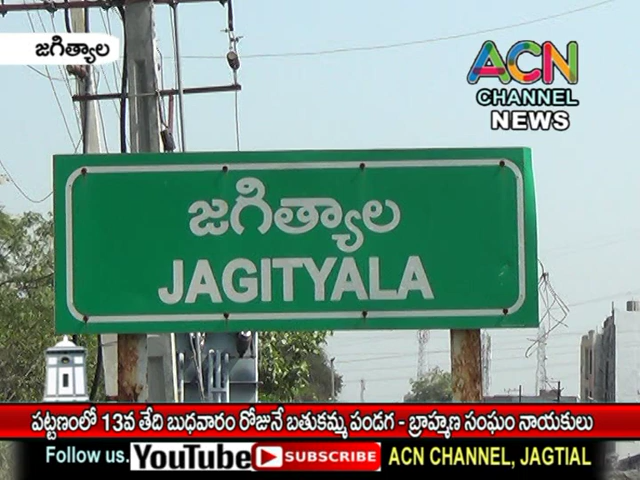 జగిత్యాల
ACN
CHANNEL
NEWS
జగిత్యాల
JAGITYALA
పట్టణంలో 13వ తేది బుధవారం రోజునే బతుకమ్మ పండగ - బ్రాహ్మణ సంఘం నాయకులు
Follow us. YouTube SUBSCRIBE ACN CHANNEL, JAGTIAL